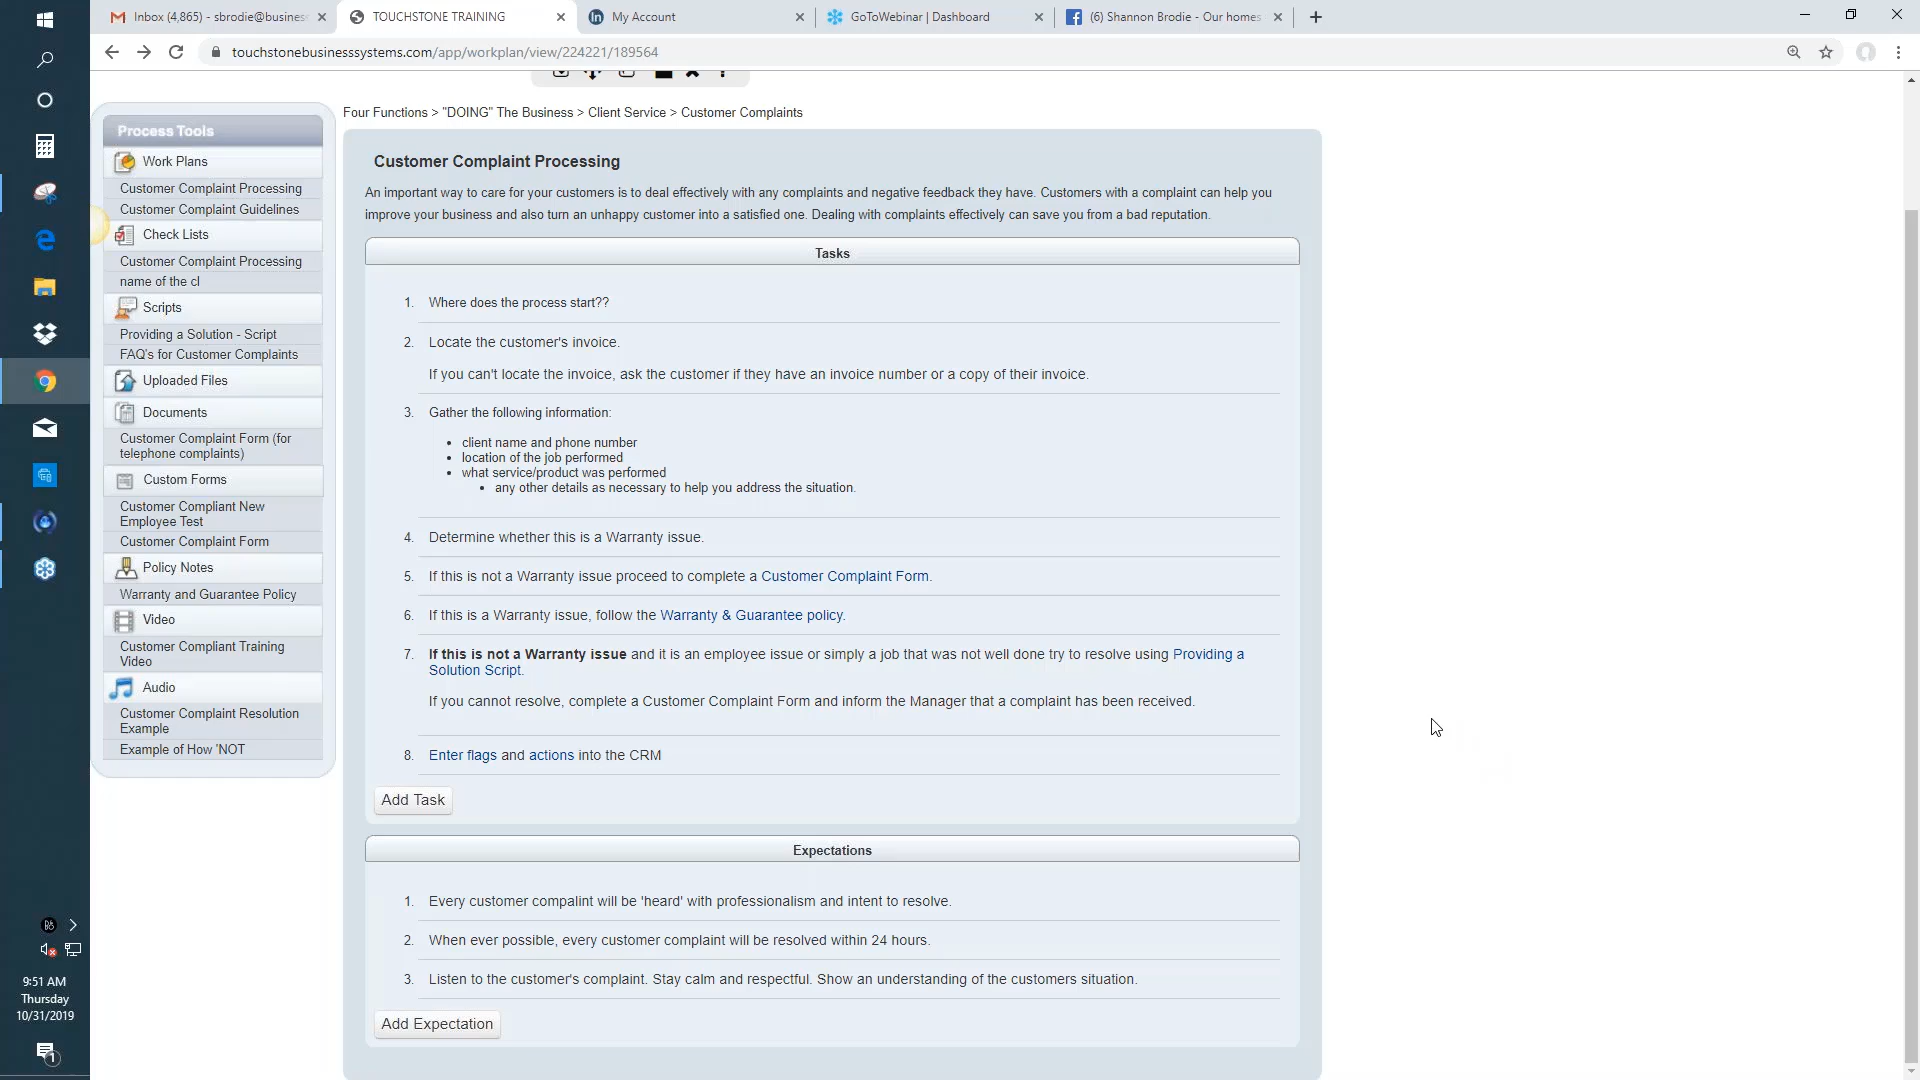 Inbox (4,865) - sbrodie@busines
TOUCHSTONE TRAINING
My Account
GoToWebinar | Dashboard
(6) Shannon Brodie - Our homes
touchstonebusinesssystems.com/app/workplan/view/224221/189564
Four Functions > "DOING" The Business > Client Service > Customer Complaints
Process Tools
Work Plans
Customer Complaint Processing
Customer Complaint Guidelines
Check Lists
Customer Complaint Processing
name of the cl
Scripts
Providing a Solution - Script
FAQ's for Customer Complaints
Uploaded Files
Documents
Customer Complaint Form (for
telephone complaints)
Custom Forms
Customer Compliant New
Employee Test
Customer Complaint Form
Policy Notes
Warranty and Guarantee Policy
Video
Customer Compliant Training
Video
Audio
Customer Complaint Resolution
Example
Example of How 'NOT
Customer Complaint Processing
An important way to care for your customers is to deal effectively with any complaints and negative feedback they have. Customers with a complaint can help you
improve your business and also turn an unhappy customer into a satisfied one. Dealing with complaints effectively can save you from a bad reputation.
Tasks
1. Where does the process start??
2. Locate the customer's invoice.
If you can't locate the invoice, ask the customer if they have an invoice number or a copy of their invoice.
3. Gather the following information:
• client name and phone number
• location of the job performed
• what service/product was performed
• any other details as necessary to help you address the situation.
4. Determine whether this is a Warranty issue.
5. If this is not a Warranty issue proceed to complete a Customer Complaint Form.
6. If this is a Warranty issue, follow the Warranty & Guarantee policy.
7. If this is not a Warranty issue and it is an employee issue or simply a job that was not well done try to resolve using Providing a
Solution Script.
If you cannot resolve, complete a Customer Complaint Form and inform the Manager that a complaint has been received.
8. Enter flags and actions into the CRM
Add Task
Expectations
1. Every customer compalint will be 'heard' with professionalism and intent to resolve.
2. When ever possible, every customer complaint will be resolved within 24 hours.
3. Listen to the customer's complaint. Stay calm and respectful. Show an understanding of the customers situation.
Add Expectation
9:51 AM
Thursday
10/31/2019
1